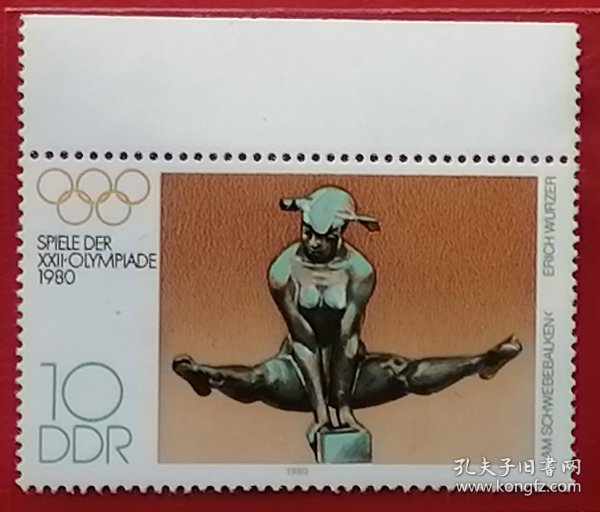 SPIELE DER
XXII·OLYMPIADE
1980
10
DDR
›AM SCHWEBEBALKEN‹ ERICH WURZER
1980
孔夫子旧书网
www.kongfz.com